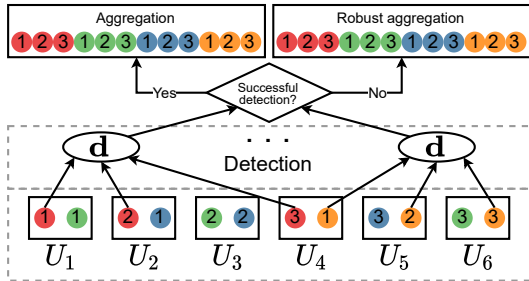 Aggregation
1 2 3 1 2 3 1 2 3 1 2 3
Robust aggregation
1 2 3 1 2 3 1 2 3 1 2 3
Yes
Successful
detection?
No
d
. . .
d
Detection
1 1
2 1
2 2
3 1
3 2
3 3
U1 U2 U3 U4 U5 U6